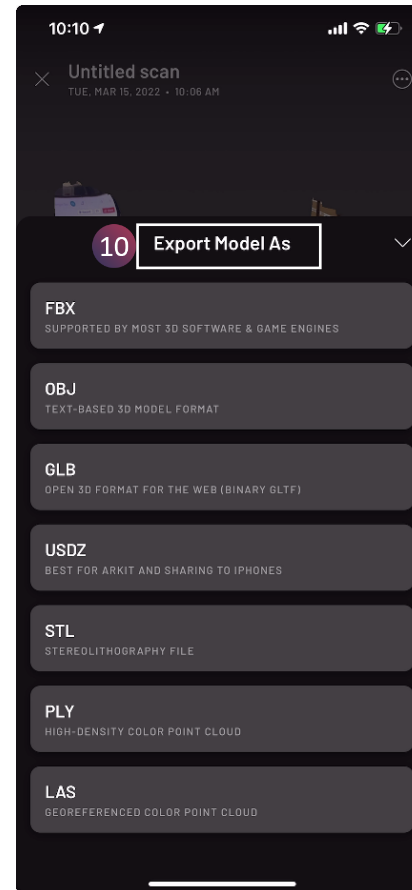 10:10
Untitled scan
TUE, MAR 15, 2022 • 10:06 AM
10 Export Model As
FBX
SUPPORTED BY MOST 3D SOFTWARE & GAME ENGINES
OBJ
TEXT-BASED 3D MODEL FORMAT
GLB
OPEN 3D FORMAT FOR THE WEB (BINARY GLTF)
USDZ
BEST FOR ARKIT AND SHARING TO IPHONES
STL
STEREOLITHOGRAPHY FILE
PLY
HIGH-DENSITY COLOR POINT CLOUD
LAS
GEOREFERENCED COLOR POINT CLOUD